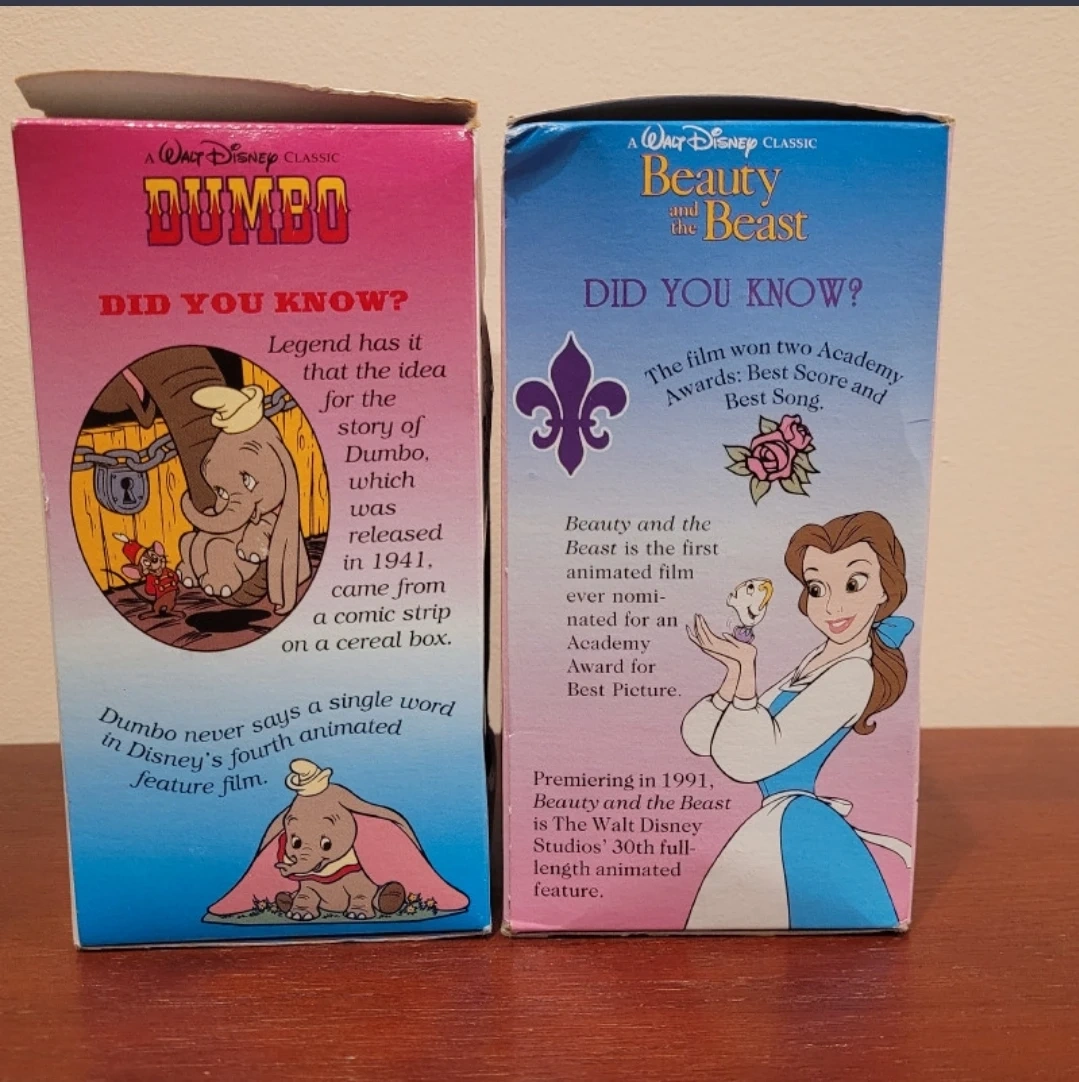 A Walt Disney CLASSIC
DUMBO
DID YOU KNOW?
Legend has it
that the idea
for the
story of
Dumbo,
which
was
released
in 1941,
came from
a comic strip
on a cereal box.
Dumbo never says a single word
in Disney's fourth animated
feature film.
A Walt Disney CLASSIC
Beauty
and
the Beast
DID YOU KNOW?
The film won two Academy
Awards: Best Score and
Best Song.
Beauty and the
Beast is the first
animated film
ever nomi-
nated for an
Academy
Award for
Best Picture.
Premiering in 1991,
Beauty and the Beast
is The Walt Disney
Studios' 30th full-
length animated
feature.